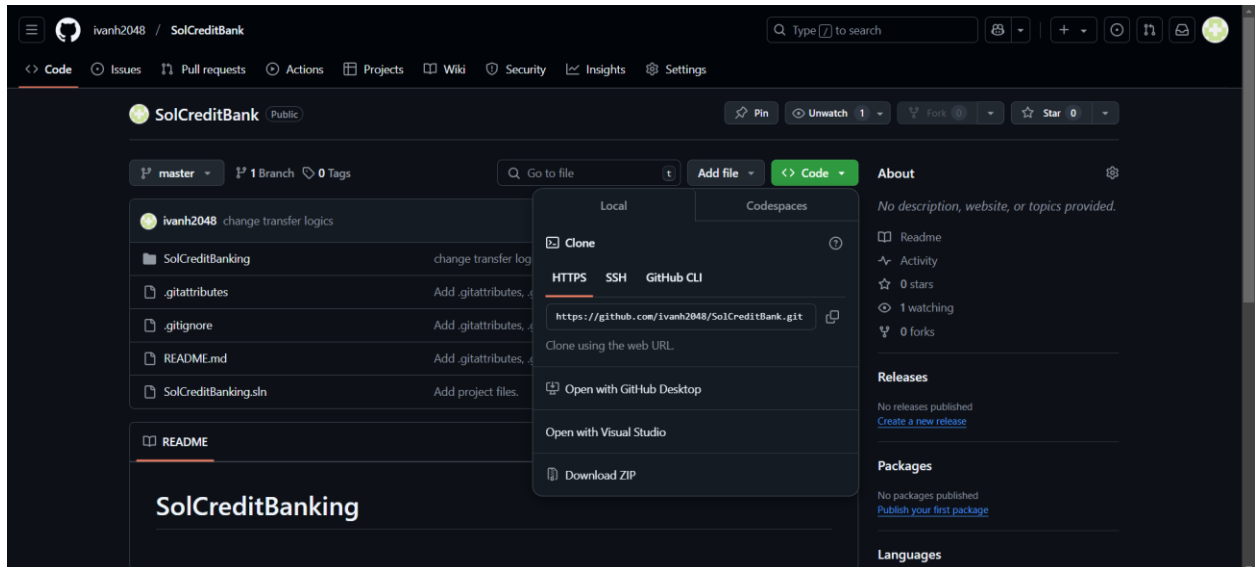 ivanh2048 / SolCreditBank
Type / to search
Code Issues Pull requests Actions Projects Wiki Security Insights Settings
SolCreditBank Public
Pin Unwatch 1 Fork 0 Star 0
master 1 Branch 0 Tags
Go to file t Add file Code
ivanh2048 change transfer logics
SolCreditBanking change transfer log
.gitattributes Add .gitattributes, .g
.gitignore Add .gitattributes, .g
README.md Add .gitattributes, .g
SolCreditBanking.sln Add project files.
README
SolCreditBanking
Local Codespaces
Clone
HTTPS SSH GitHub CLI
https://github.com/ivanh2048/SolCreditBank.git
Clone using the web URL.
Open with GitHub Desktop
Open with Visual Studio
Download ZIP
About
No description, website, or topics provided.
Readme
Activity
0 stars
1 watching
0 forks
Releases
No releases published
Create a new release
Packages
No packages published
Publish your first package
Languages